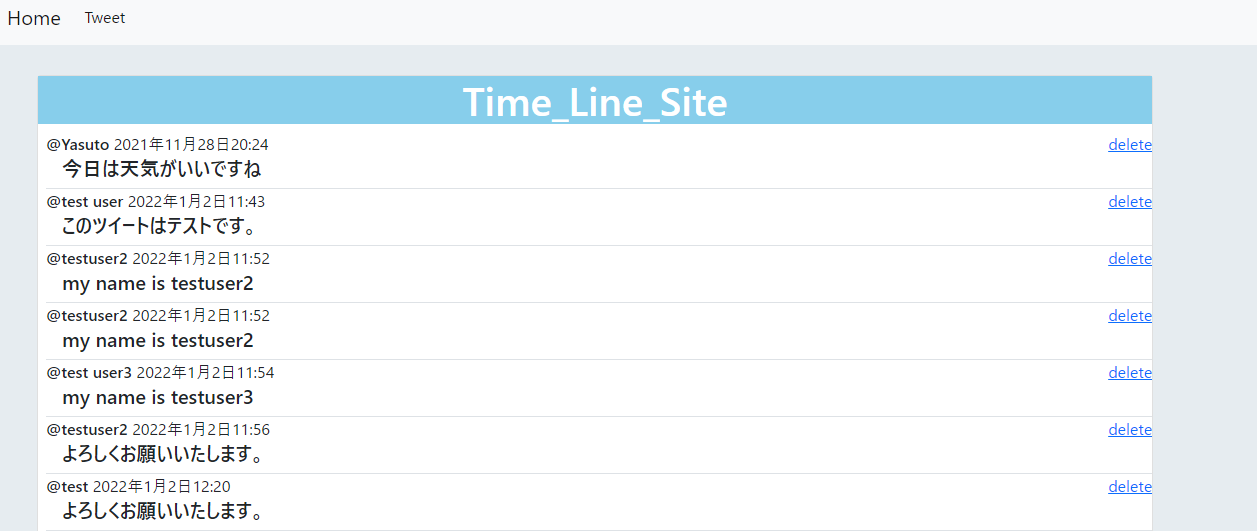 Home Tweet
Time_Line_Site
@Yasuto 2021年11月28日20:24 delete
今日は天気がいいですね
@test user 2022年1月2日11:43 delete
このツイートはテストです。
@testuser2 2022年1月2日11:52 delete
my name is testuser2
@testuser2 2022年1月2日11:52 delete
my name is testuser2
@test user3 2022年1月2日11:54 delete
my name is testuser3
@testuser2 2022年1月2日11:56 delete
よろしくお願いいたします。
@test 2022年1月2日12:20 delete
よろしくお願いいたします。